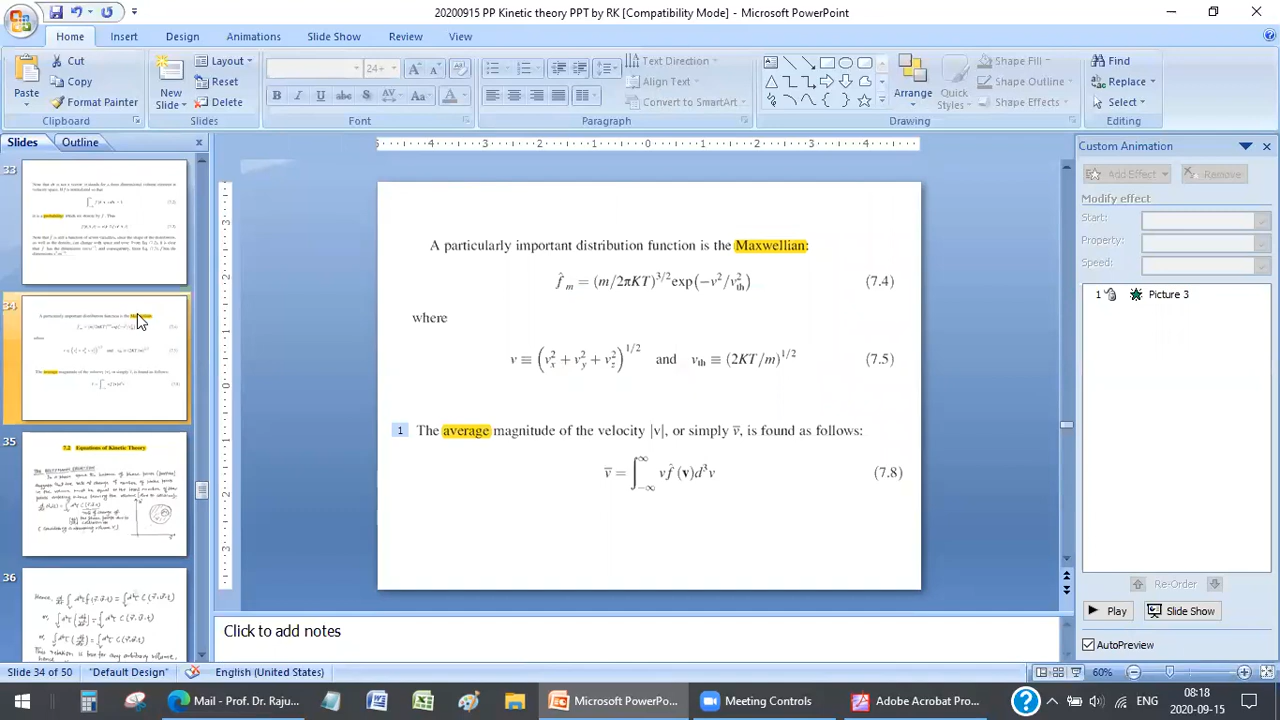 20200915 PP Kinetic theory PPT by RK [Compatibility Mode] - Microsoft PowerPoint
Home Insert Design Animations Slide Show Review View
Paste Cut Copy Format Painter
New Slide Layout Reset Delete
24
B I U abc AV Aa A
Text Direction Align Text Convert to SmartArt
Arrange Quick Styles Shape Fill Shape Outline Shape Effects
Find Replace Select
Clipboard Slides Font Paragraph Drawing Editing
Slides Outline
33
34
35
7.2 Equations of Kinetic Theory
36
A particularly important distribution function is the Maxwellian:
f̂ₘ = (m/2πKT)^{3/2}exp(−v²/v²_th) (7.4)
where
v ≡ (v²ₓ + v²_y + v²_z)^{1/2} and v_th ≡ (2KT/m)^{1/2} (7.5)
1 The average magnitude of the velocity |v|, or simply v̅, is found as follows:
v̅ = ∫_{−∞}^{∞} vf̂ (v)d³v (7.8)
Click to add notes
Custom Animation
Add Effect Remove
Modify effect
Start:
Property:
Speed:
1 Picture 3
Re-Order
Play Slide Show
AutoPreview
Slide 34 of 50 "Default Design" English (United States) 60%
Mail - Prof. Dr. Raju... Microsoft PowerPo... Meeting Controls Adobe Acrobat Pro... ENG 08:18 2020-09-15